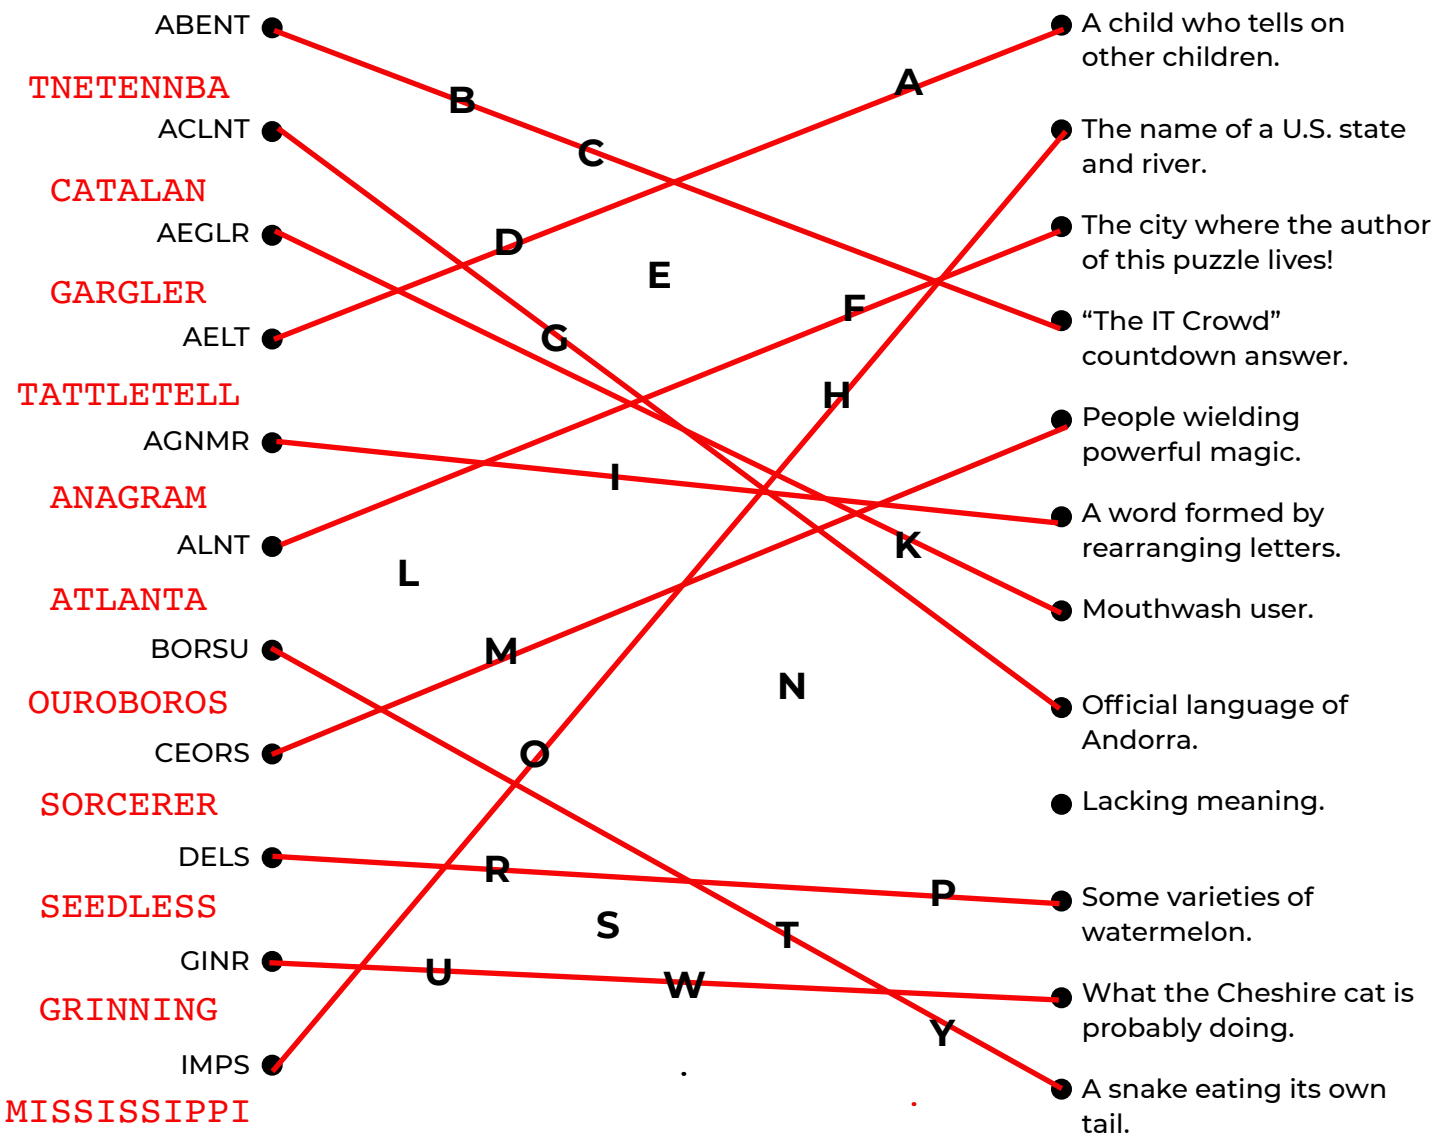 ABENT
TNETENNBA
ACLNT
CATALAN
AEGLR
GARGLER
AELT
TATTLETELL
AGNMR
ANAGRAM
ALNT
ATLANTA
BORSU
OUROBOROS
CEORS
SORCERER
DELS
SEEDLESS
GINR
GRINNING
IMPS
MISSISSIPPI
A
B
C
D
E
F
G
H
I
K
L
M
N
O
R
P
S
T
U
W
Y
A child who tells on
other children.
The name of a U.S. state
and river.
The city where the author
of this puzzle lives!
“The IT Crowd”
countdown answer.
People wielding
powerful magic.
A word formed by
rearranging letters.
Mouthwash user.
Official language of
Andorra.
Lacking meaning.
Some varieties of
watermelon.
What the Cheshire cat is
probably doing.
A snake eating its own
tail.